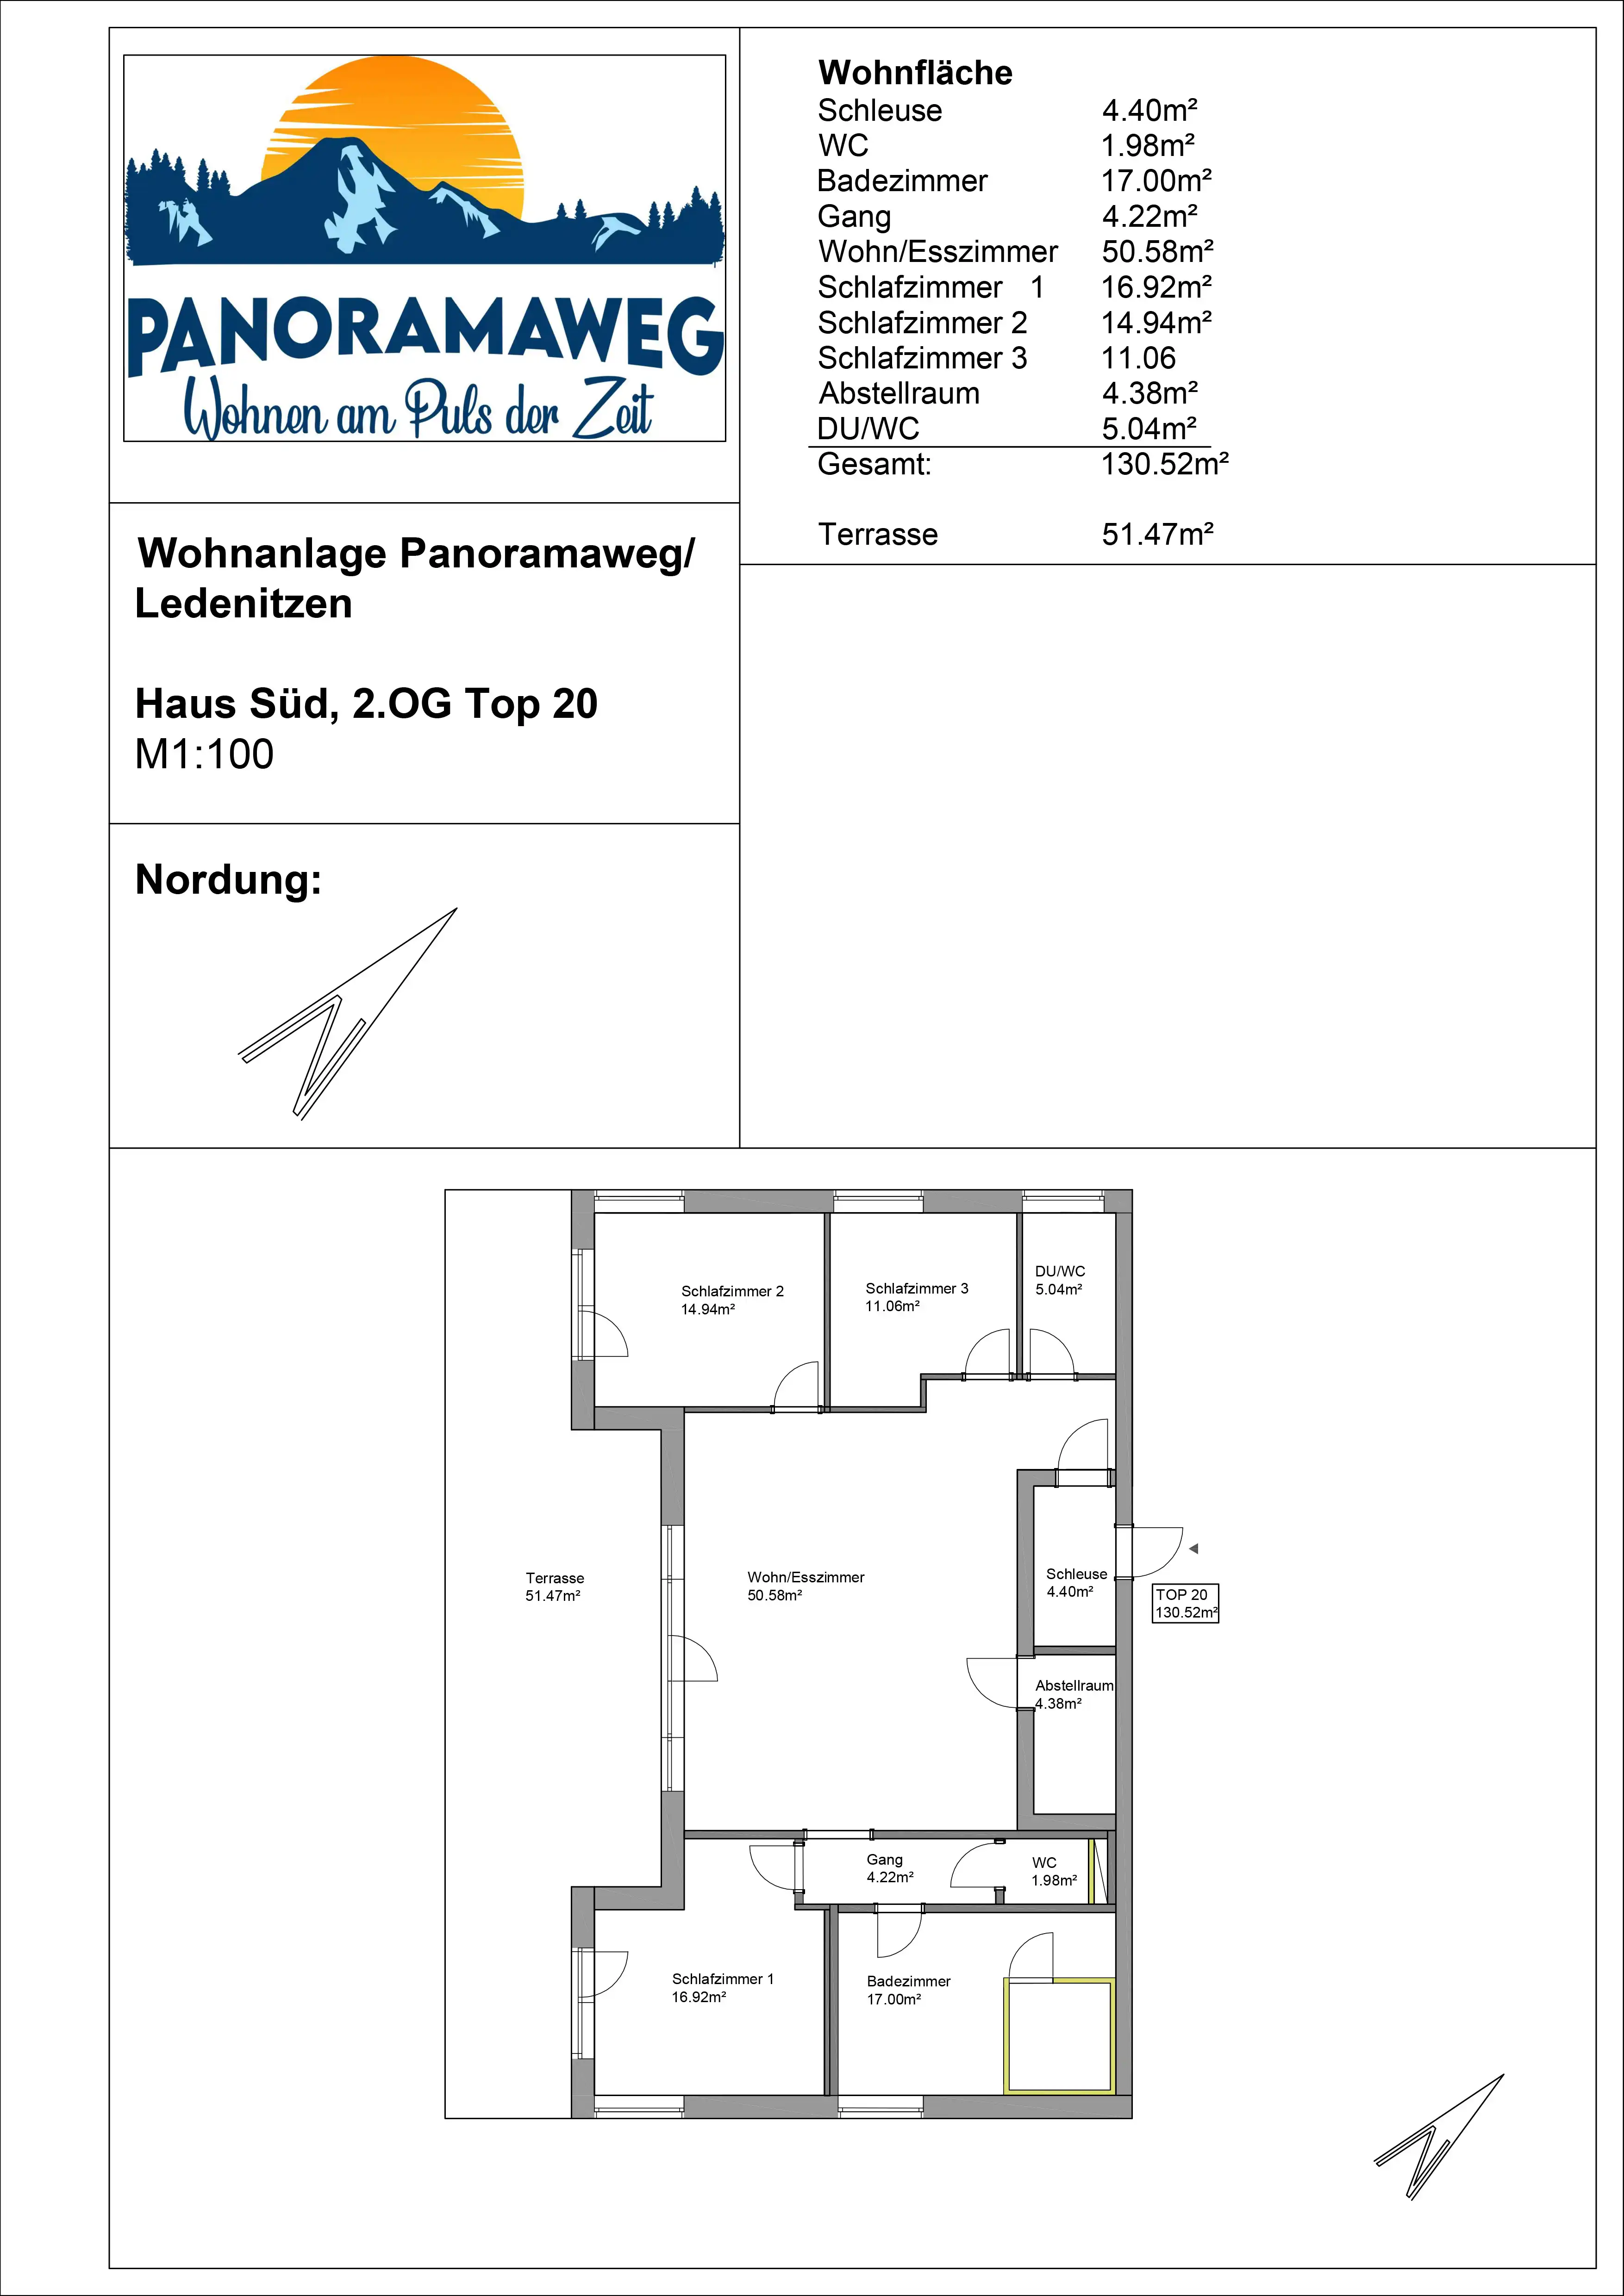 PANORAMAWEG
Wohnen am Puls der Zeit
Wohnfläche
Schleuse 4.40m²
WC 1.98m²
Badezimmer 17.00m²
Gang 4.22m²
Wohn/Esszimmer 50.58m²
Schlafzimmer 1 16.92m²
Schlafzimmer 2 14.94m²
Schlafzimmer 3 11.06
Abstellraum 4.38m²
DU/WC 5.04m²
Gesamt: 130.52m²
Terrasse 51.47m²
Wohnanlage Panoramaweg/
Ledenitzen
Haus Süd, 2.OG Top 20
M1:100
Nordung:
N
Schlafzimmer 2
14.94m²
Schlafzimmer 3
11.06m²
DU/WC
5.04m²
Terrasse
51.47m²
Wohn/Esszimmer
50.58m²
Schleuse
4.40m²
TOP 20
130.52m²
Abstellraum
4.38m²
Gang
4.22m²
WC
1.98m²
Schlafzimmer 1
16.92m²
Badezimmer
17.00m²
N